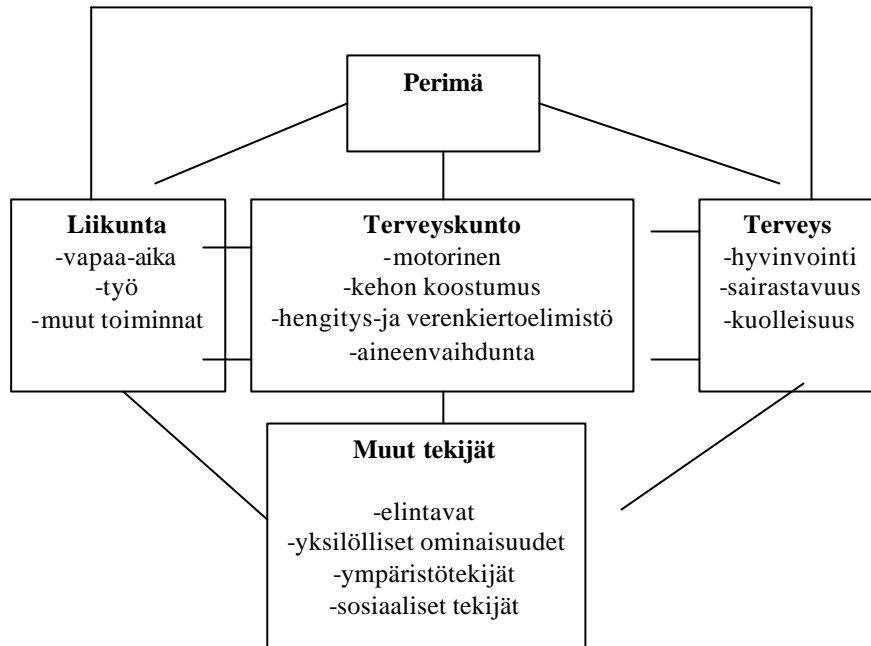 Perimä
Liikunta
-vapaa-aika
-työ
-muut toiminnat
Terveyskunto
-motorinen
-kehon koostumus
-hengitys-ja verenkiertoelimistö
-aineenvaihdunta
Terveys
-hyvinvointi
-sairastavuus
-kuolleisuus
Muut tekijät
-elintavat
-yksilölliset ominaisuudet
-ympäristötekijät
-sosiaaliset tekijät